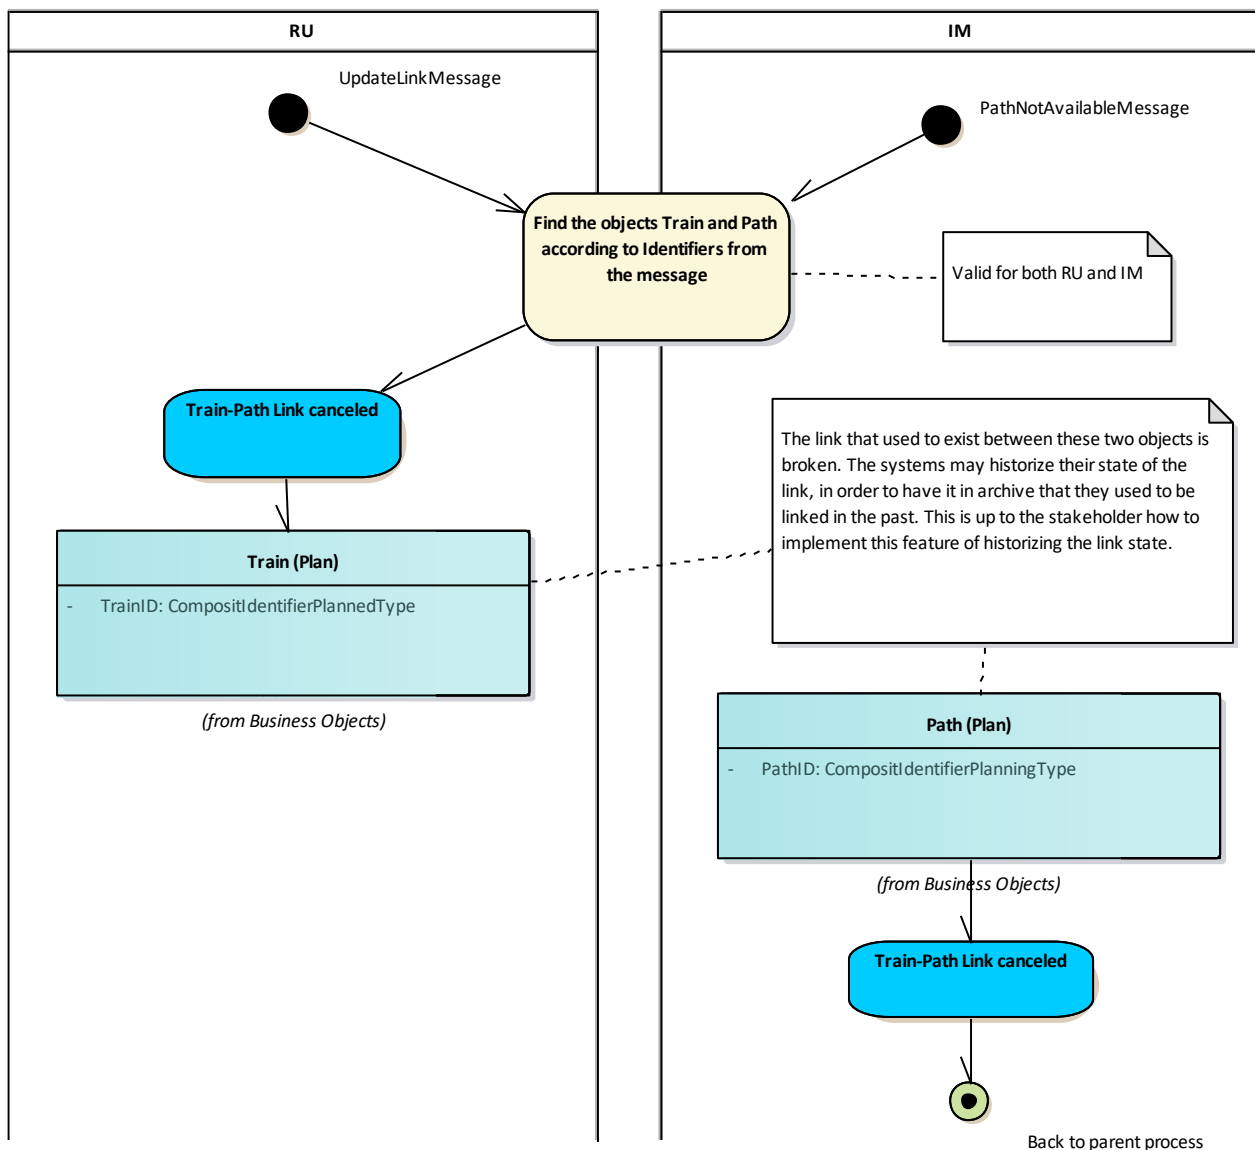 RU
IM
UpdateLinkMessage
PathNotAvailableMessage
Find the objects Train and Path
according to Identifiers from
the message
Valid for both RU and IM
Train-Path Link canceled
The link that used to exist between these two objects is
broken. The systems may historize their state of the
link, in order to have it in archive that they used to be
linked in the past. This is up to the stakeholder how to
implement this feature of historizing the link state.
Train (Plan)
- TrainID: CompositIdentifierPlannedType
(from Business Objects)
Path (Plan)
- PathID: CompositIdentifierPlanningType
(from Business Objects)
Train-Path Link canceled
Back to parent process